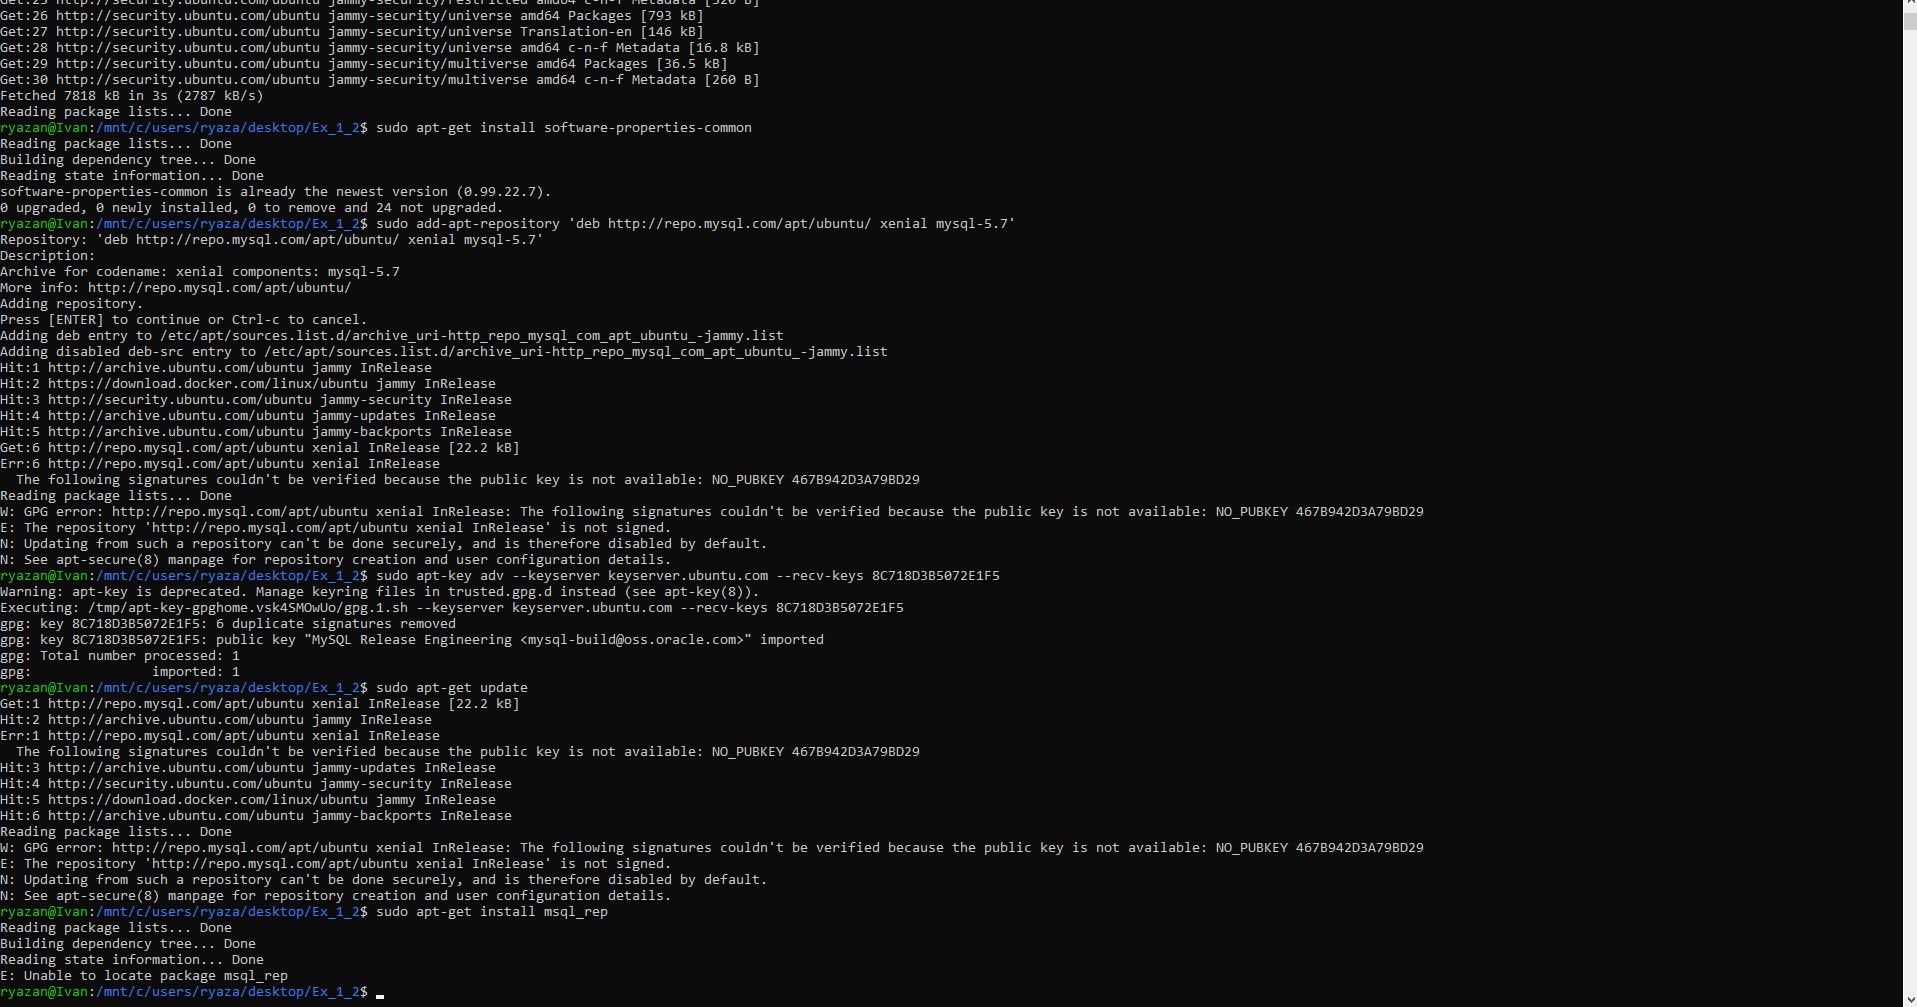 Get:25 http://security.ubuntu.com/ubuntu jammy-security/restricted amd64 c-n-f Metadata [520 B]
Get:26 http://security.ubuntu.com/ubuntu jammy-security/universe amd64 Packages [793 kB]
Get:27 http://security.ubuntu.com/ubuntu jammy-security/universe Translation-en [146 kB]
Get:28 http://security.ubuntu.com/ubuntu jammy-security/universe amd64 c-n-f Metadata [16.8 kB]
Get:29 http://security.ubuntu.com/ubuntu jammy-security/multiverse amd64 Packages [36.5 kB]
Get:30 http://security.ubuntu.com/ubuntu jammy-security/multiverse amd64 c-n-f Metadata [260 B]
Fetched 7818 kB in 3s (2787 kB/s)
Reading package lists... Done
ryazan@Ivan:/mnt/c/users/ryaza/desktop/Ex_1_2$ sudo apt-get install software-properties-common
Reading package lists... Done
Building dependency tree... Done
Reading state information... Done
software-properties-common is already the newest version (0.99.22.7).
0 upgraded, 0 newly installed, 0 to remove and 24 not upgraded.
ryazan@Ivan:/mnt/c/users/ryaza/desktop/Ex_1_2$ sudo add-apt-repository 'deb http://repo.mysql.com/apt/ubuntu/ xenial mysql-5.7'
Repository: 'deb http://repo.mysql.com/apt/ubuntu/ xenial mysql-5.7'
Description:
Archive for codename: xenial components: mysql-5.7
More info: http://repo.mysql.com/apt/ubuntu/
Adding repository.
Press [ENTER] to continue or Ctrl-c to cancel.
Adding deb entry to /etc/apt/sources.list.d/archive_uri-http_repo_mysql_com_apt_ubuntu_-jammy.list
Adding disabled deb-src entry to /etc/apt/sources.list.d/archive_uri-http_repo_mysql_com_apt_ubuntu_-jammy.list
Hit:1 http://archive.ubuntu.com/ubuntu jammy InRelease
Hit:2 https://download.docker.com/linux/ubuntu jammy InRelease
Hit:3 http://security.ubuntu.com/ubuntu jammy-security InRelease
Hit:4 http://archive.ubuntu.com/ubuntu jammy-updates InRelease
Hit:5 http://archive.ubuntu.com/ubuntu jammy-backports InRelease
Get:6 http://repo.mysql.com/apt/ubuntu xenial InRelease [22.2 kB]
Err:6 http://repo.mysql.com/apt/ubuntu xenial InRelease
The following signatures couldn't be verified because the public key is not available: NO_PUBKEY 467B942D3A79BD29
Reading package lists... Done
W: GPG error: http://repo.mysql.com/apt/ubuntu xenial InRelease: The following signatures couldn't be verified because the public key is not available: NO_PUBKEY 467B942D3A79BD29
E: The repository 'http://repo.mysql.com/apt/ubuntu xenial InRelease' is not signed.
N: Updating from such a repository can't be done securely, and is therefore disabled by default.
N: See apt-secure(8) manpage for repository creation and user configuration details.
ryazan@Ivan:/mnt/c/users/ryaza/desktop/Ex_1_2$ sudo apt-key adv --keyserver keyserver.ubuntu.com --recv-keys 8C718D3B5072E1F5
Warning: apt-key is deprecated. Manage keyring files in trusted.gpg.d instead (see apt-key(8)).
Executing: /tmp/apt-key-gpghome.vsk4SMOwUo/gpg.1.sh --keyserver keyserver.ubuntu.com --recv-keys 8C718D3B5072E1F5
gpg: key 8C718D3B5072E1F5: 6 duplicate signatures removed
gpg: key 8C718D3B5072E1F5: public key "MySQL Release Engineering <mysql-build@oss.oracle.com>" imported
gpg: Total number processed: 1
gpg:               imported: 1
ryazan@Ivan:/mnt/c/users/ryaza/desktop/Ex_1_2$ sudo apt-get update
Get:1 http://repo.mysql.com/apt/ubuntu xenial InRelease [22.2 kB]
Hit:2 http://archive.ubuntu.com/ubuntu jammy InRelease
Err:1 http://repo.mysql.com/apt/ubuntu xenial InRelease
The following signatures couldn't be verified because the public key is not available: NO_PUBKEY 467B942D3A79BD29
Hit:3 http://archive.ubuntu.com/ubuntu jammy-updates InRelease
Hit:4 http://security.ubuntu.com/ubuntu jammy-security InRelease
Hit:5 https://download.docker.com/linux/ubuntu jammy InRelease
Hit:6 http://archive.ubuntu.com/ubuntu jammy-backports InRelease
Reading package lists... Done
W: GPG error: http://repo.mysql.com/apt/ubuntu xenial InRelease: The following signatures couldn't be verified because the public key is not available: NO_PUBKEY 467B942D3A79BD29
E: The repository 'http://repo.mysql.com/apt/ubuntu xenial InRelease' is not signed.
N: Updating from such a repository can't be done securely, and is therefore disabled by default.
N: See apt-secure(8) manpage for repository creation and user configuration details.
ryazan@Ivan:/mnt/c/users/ryaza/desktop/Ex_1_2$ sudo apt-get install msql_rep
Reading package lists... Done
Building dependency tree... Done
Reading state information... Done
E: Unable to locate package msql_rep
ryazan@Ivan:/mnt/c/users/ryaza/desktop/Ex_1_2$